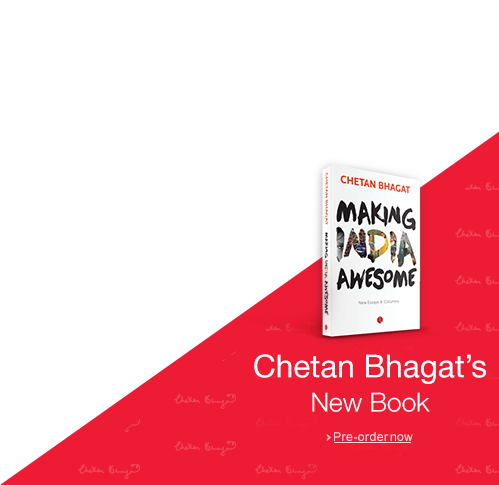 CHETAN BHAGAT
MAKING
INDIA
AWESOME
New Essays & Columns
CHETAN BHAGAT
MAKING INDIA AWESOME
Chetan Bhagat's
New Book
› Pre-order now